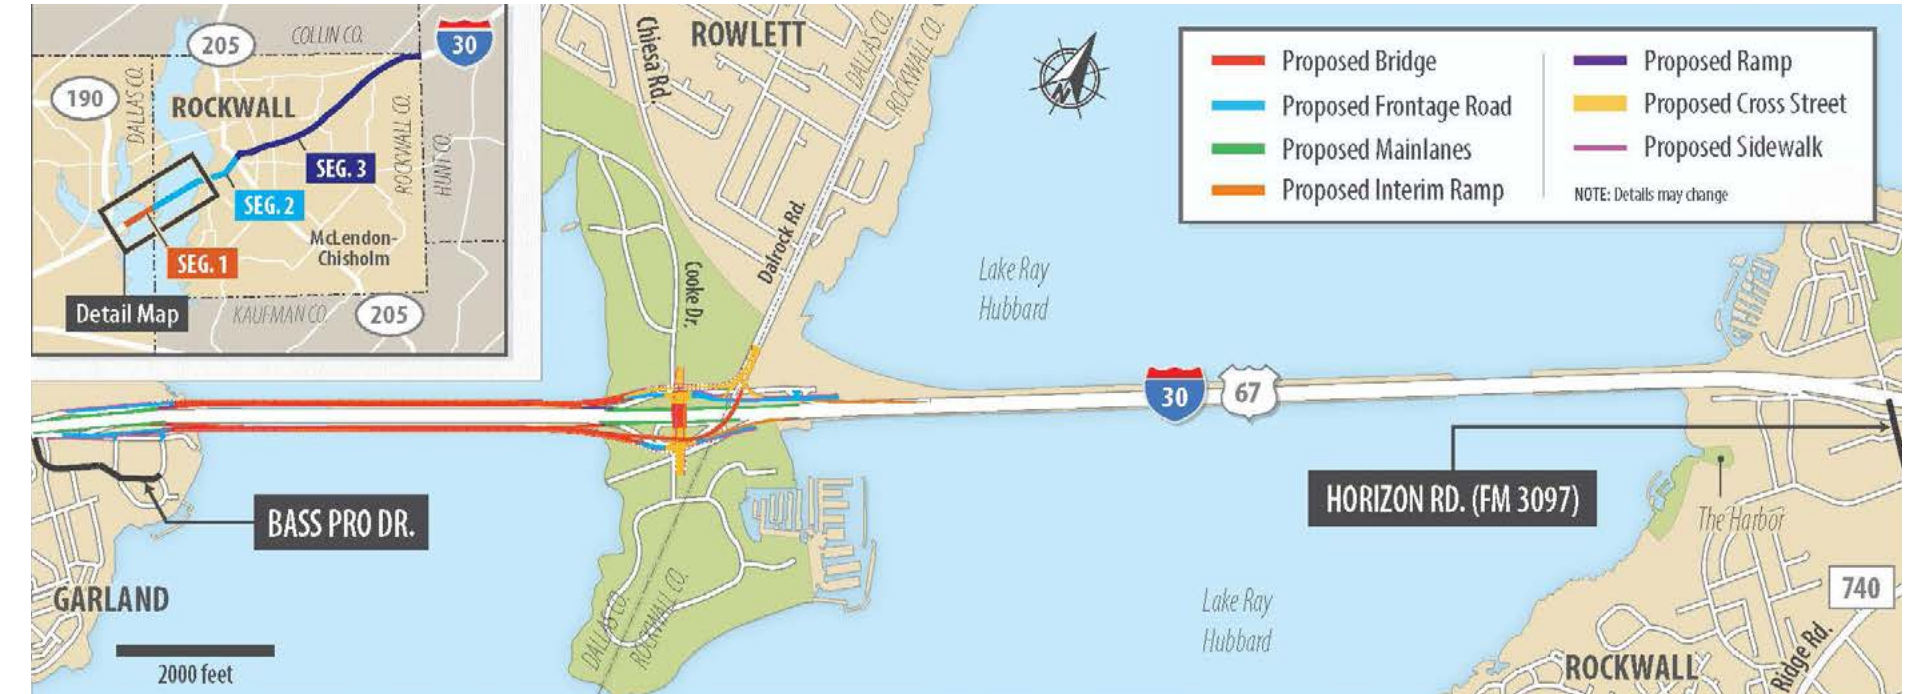 205
COLLIN CO.
30
190
DALLAS CO.
ROCKWALL
ROCKWALL CO.
HUNT CO.
SEG. 3
SEG. 2
SEG. 1
McLendon-
Chisholm
Detail Map
KAUFMAN CO.
205
Chiesa Rd.
ROWLETT
DALLAS CO.
ROCKWALL CO.
N
Proposed Bridge
Proposed Frontage Road
Proposed Mainlanes
Proposed Interim Ramp
Proposed Ramp
Proposed Cross Street
Proposed Sidewalk
NOTE: Details may change
Cooke Dr.
Dalrock Rd.
Lake Ray
Hubbard
30
67
BASS PRO DR.
HORIZON RD. (FM 3097)
The Harbor
GARLAND
2000 feet
DALLAS CO.
ROCKWALL CO.
Lake Ray
Hubbard
740
ROCKWALL
Ridge Rd.